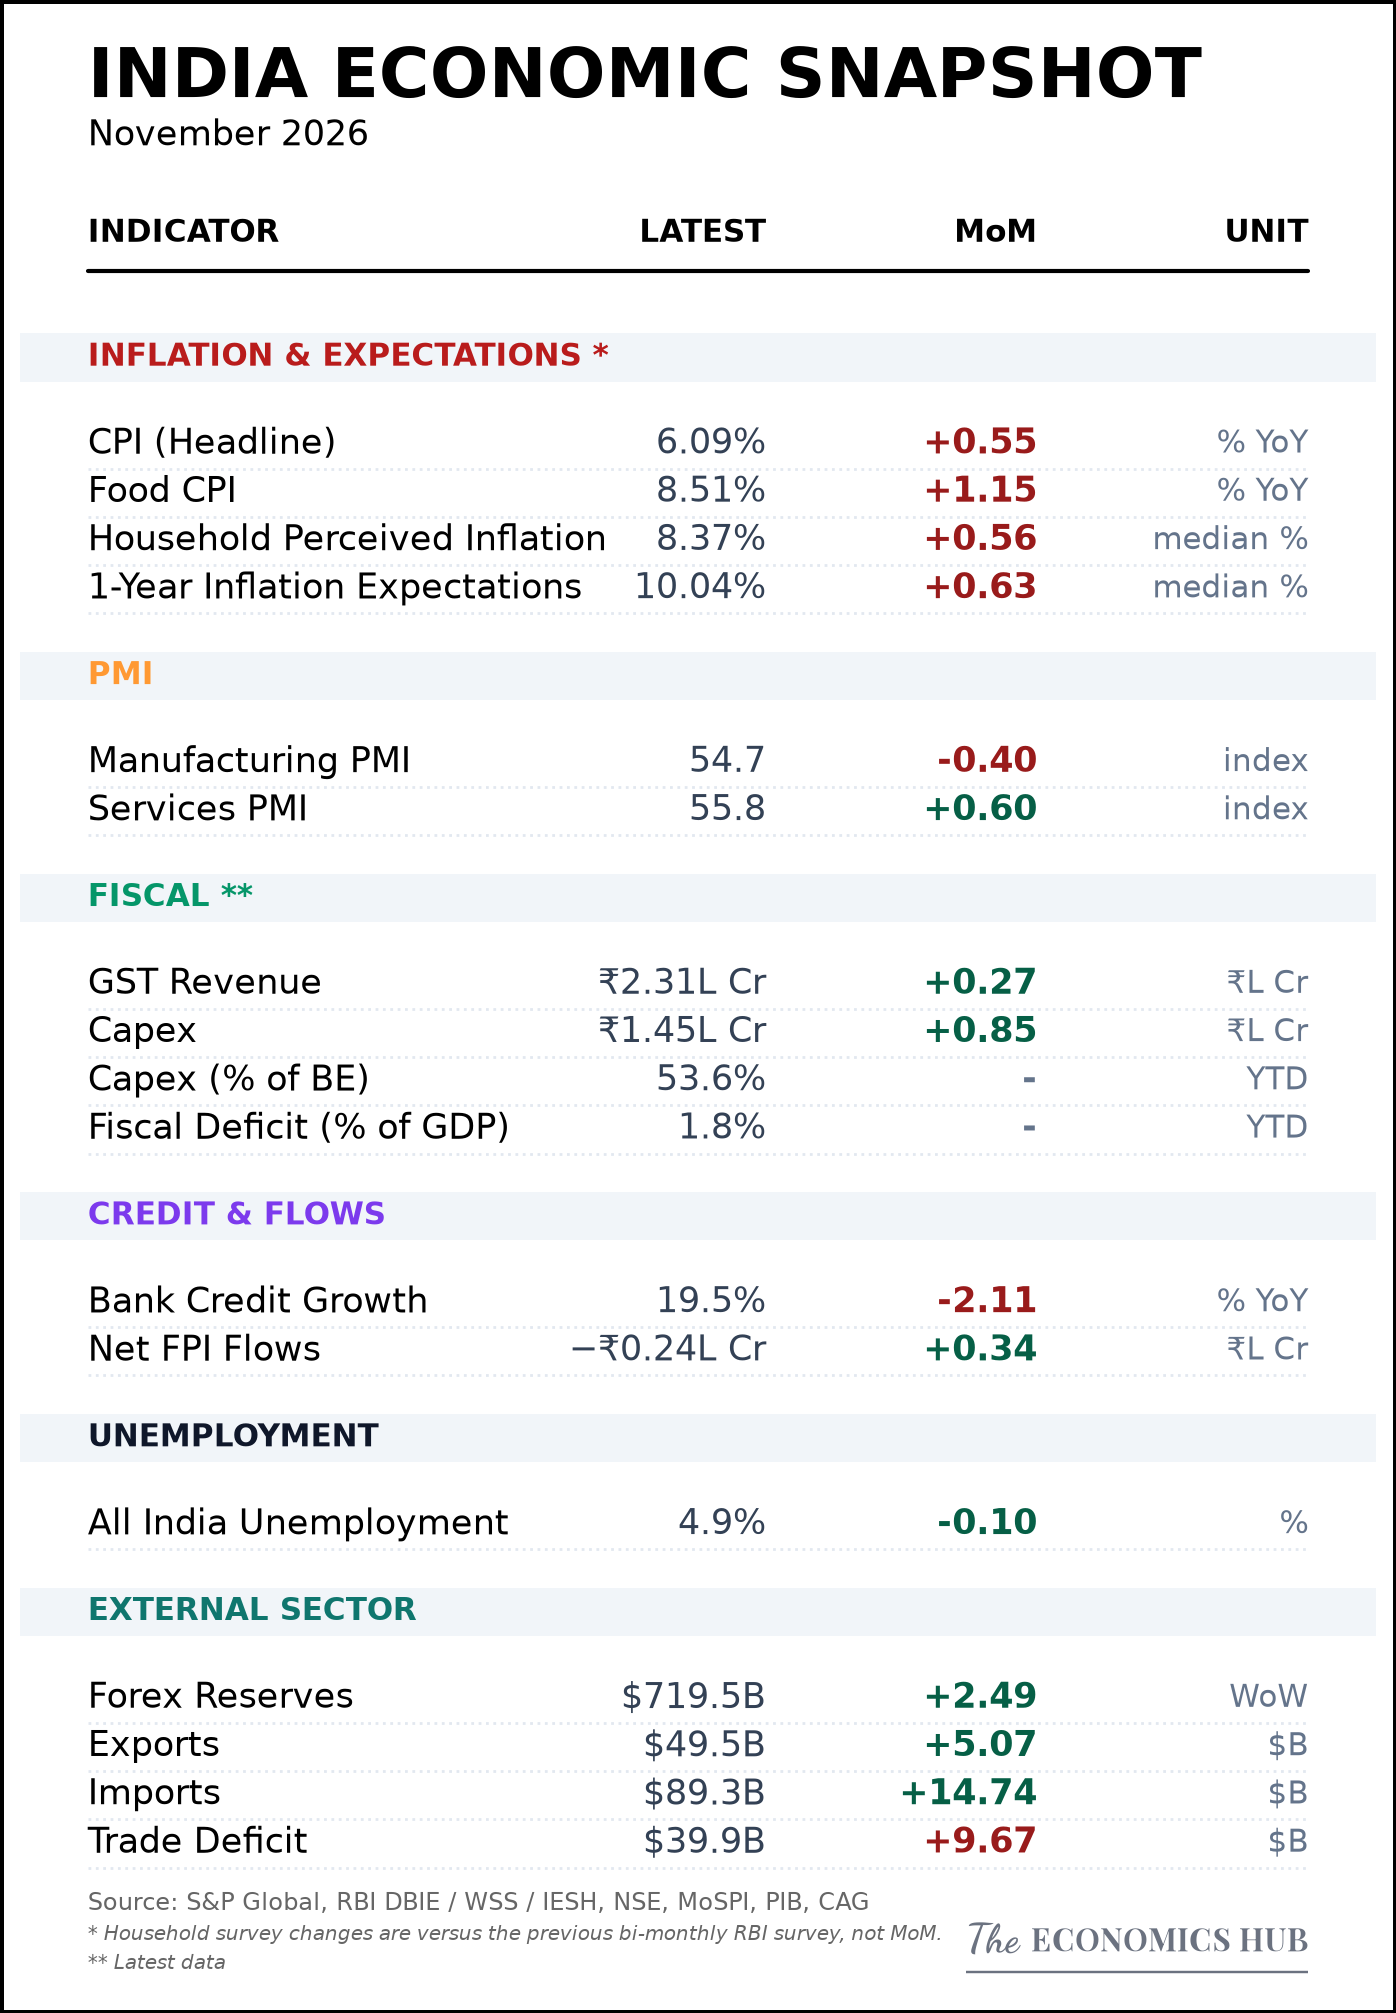 INDIA ECONOMIC SNAPSHOT
November 2026
INDICATOR LATEST MoM UNIT
INFLATION & EXPECTATIONS *
CPI (Headline) 6.09% +0.55 % YoY
Food CPI 8.51% +1.15 % YoY
Household Perceived Inflation 8.37% +0.56 median %
1-Year Inflation Expectations 10.04% +0.63 median %
PMI
Manufacturing PMI 54.7 -0.40 index
Services PMI 55.8 +0.60 index
FISCAL **
GST Revenue ₹2.31L Cr +0.27 ₹L Cr
Capex ₹1.45L Cr +0.85 ₹L Cr
Capex (% of BE) 53.6% - YTD
Fiscal Deficit (% of GDP) 1.8% - YTD
CREDIT & FLOWS
Bank Credit Growth 19.5% -2.11 % YoY
Net FPI Flows −₹0.24L Cr +0.34 ₹L Cr
UNEMPLOYMENT
All India Unemployment 4.9% -0.10 %
EXTERNAL SECTOR
Forex Reserves $719.5B +2.49 WoW
Exports $49.5B +5.07 $B
Imports $89.3B +14.74 $B
Trade Deficit $39.9B +9.67 $B
Source: S&P Global, RBI DBIE / WSS / IESH, NSE, MoSPI, PIB, CAG
* Household survey changes are versus the previous bi-monthly RBI survey, not MoM.
** Latest data
The ECONOMICS HUB